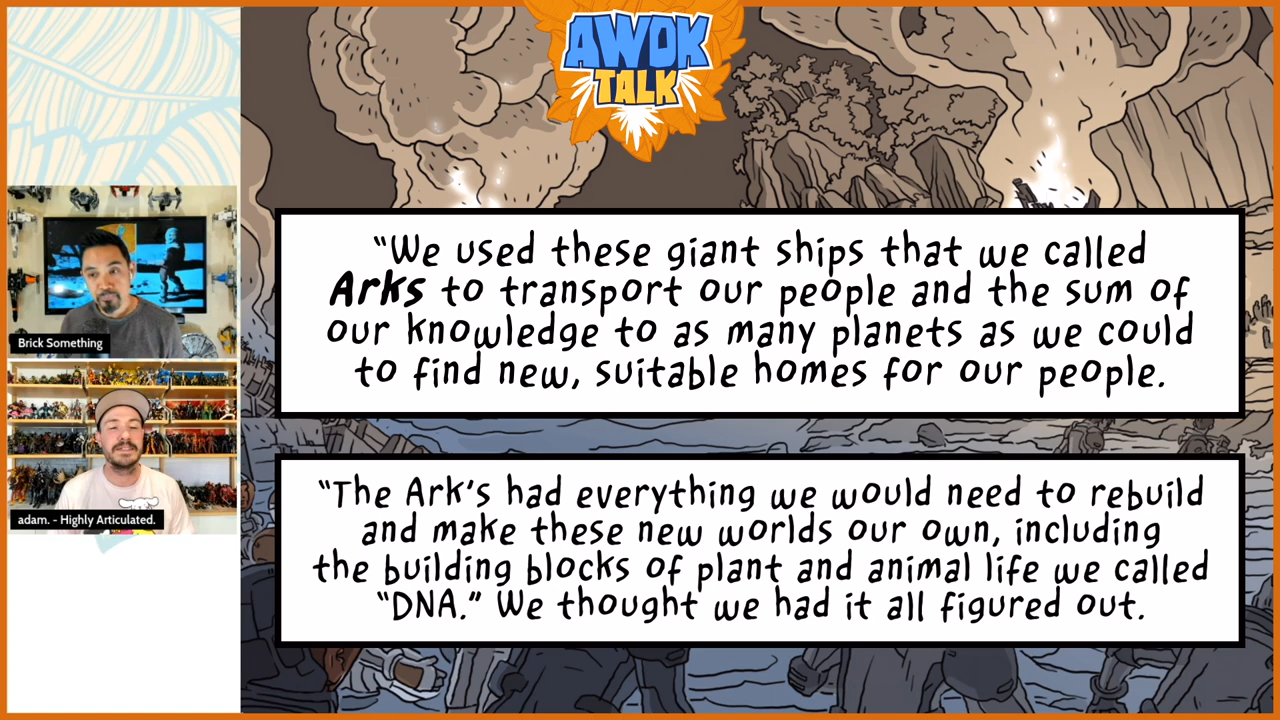 AWOK
TALK
“We used these giant ships that we called
Arks to transport our people and the sum of
our knowledge to as many planets as we could
to find new, suitable homes for our people.
“The Ark’s had everything we would need to rebuild
and make these new worlds our own, including
the building blocks of plant and animal life we called
“DNA.” We thought we had it all figured out.
Brick Something
adam. - Highly Articulated.